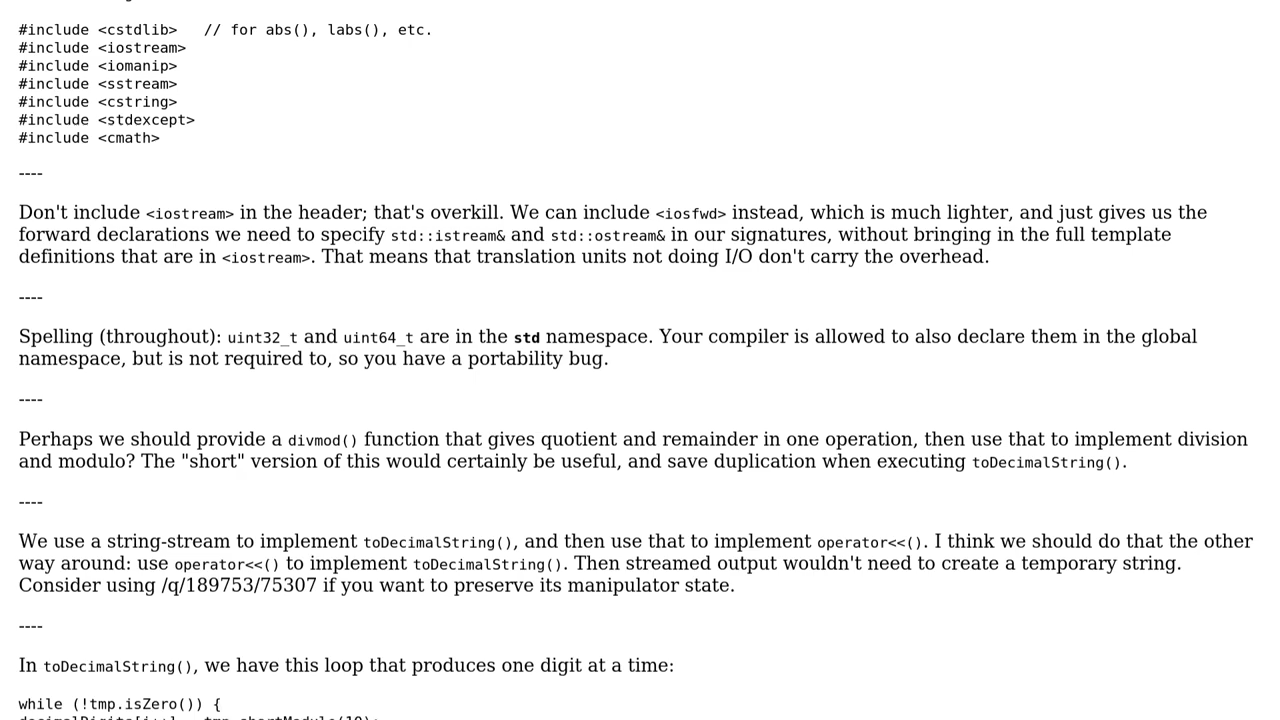 #include <cstdlib>   // for abs(), labs(), etc.
#include <iostream>
#include <iomanip>
#include <sstream>
#include <cstring>
#include <stdexcept>
#include <cmath>
----
Don't include <iostream> in the header; that's overkill. We can include <iosfwd> instead, which is much lighter, and just gives us the
forward declarations we need to specify std::istream& and std::ostream& in our signatures, without bringing in the full template
definitions that are in <iostream>. That means that translation units not doing I/O don't carry the overhead.
----
Spelling (throughout): uint32_t and uint64_t are in the std namespace. Your compiler is allowed to also declare them in the global
namespace, but is not required to, so you have a portability bug.
----
Perhaps we should provide a divmod() function that gives quotient and remainder in one operation, then use that to implement division
and modulo? The "short" version of this would certainly be useful, and save duplication when executing toDecimalString().
----
We use a string-stream to implement toDecimalString(), and then use that to implement operator<<(). I think we should do that the other
way around: use operator<<() to implement toDecimalString(). Then streamed output wouldn't need to create a temporary string.
Consider using /q/189753/75307 if you want to preserve its manipulator state.
----
In toDecimalString(), we have this loop that produces one digit at a time:
while (!tmp.isZero()) {